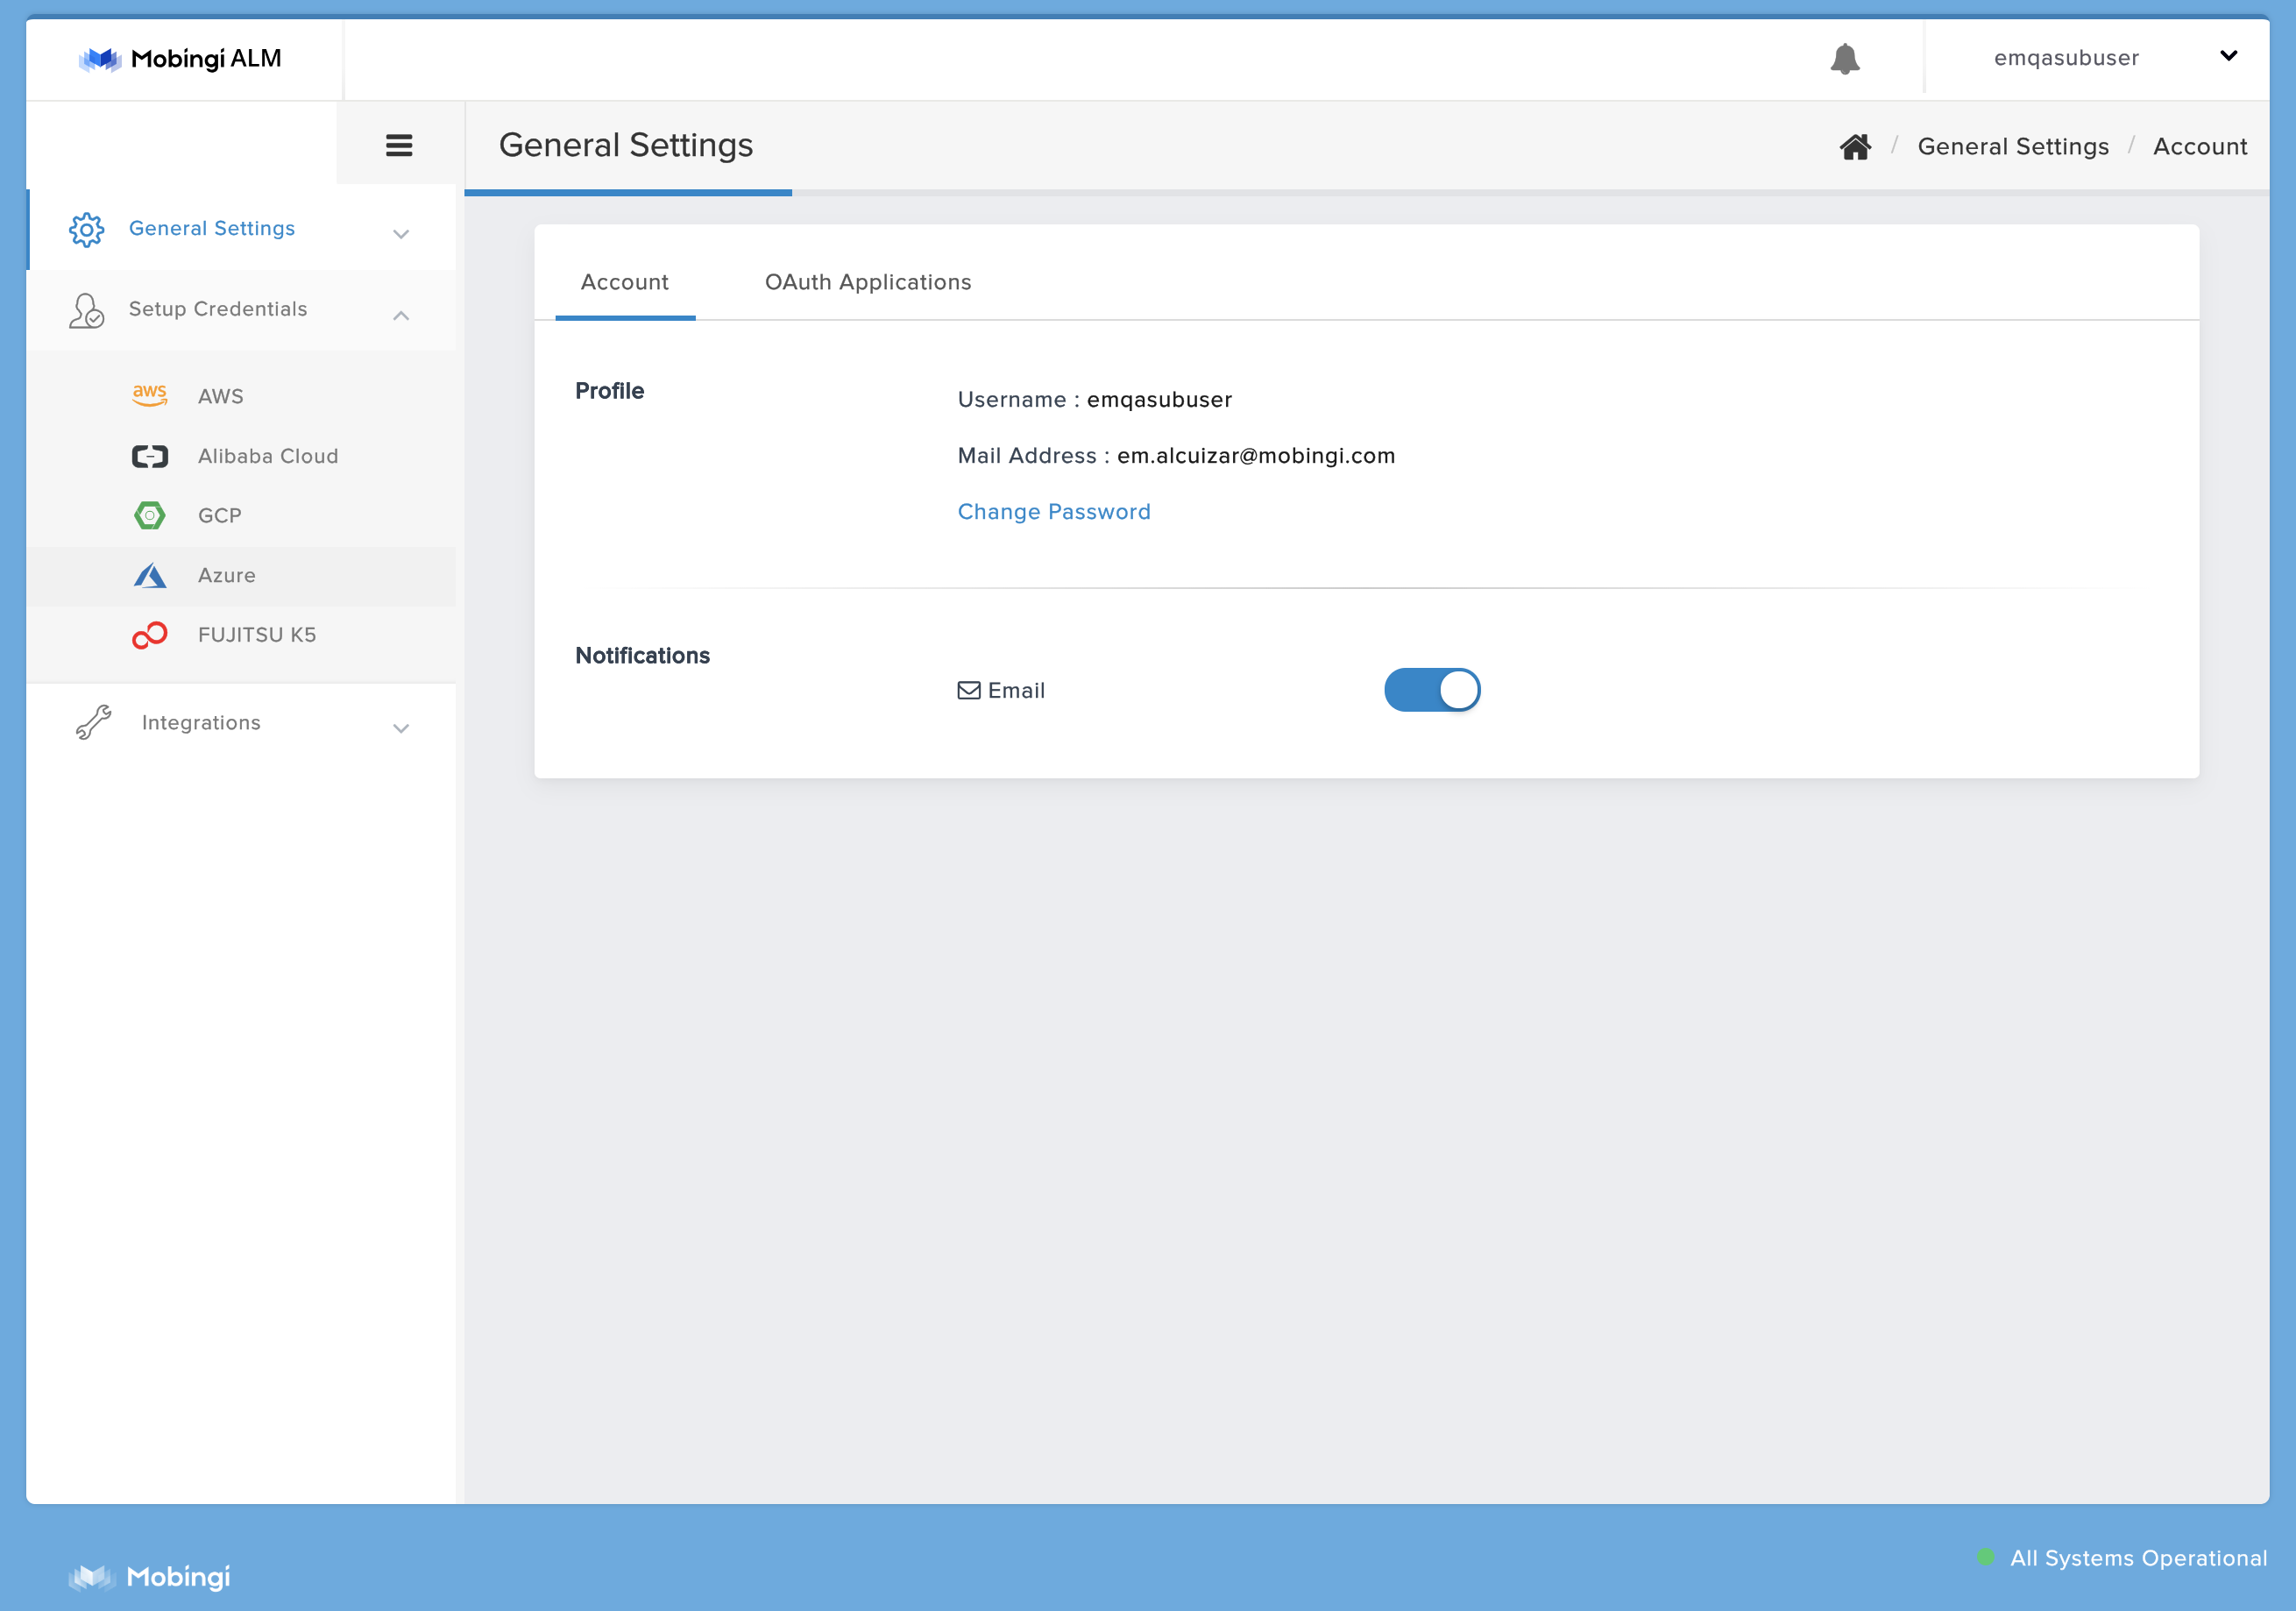 Mobingi ALM
emqasubuser
General Settings
/ General Settings / Account
General Settings
Setup Credentials
aws AWS
Alibaba Cloud
GCP
Azure
FUJITSU K5
Integrations
Account OAuth Applications
Profile
Username : emqasubuser
Mail Address : em.alcuizar@mobingi.com
Change Password
Notifications
Email
All Systems Operational
Mobingi